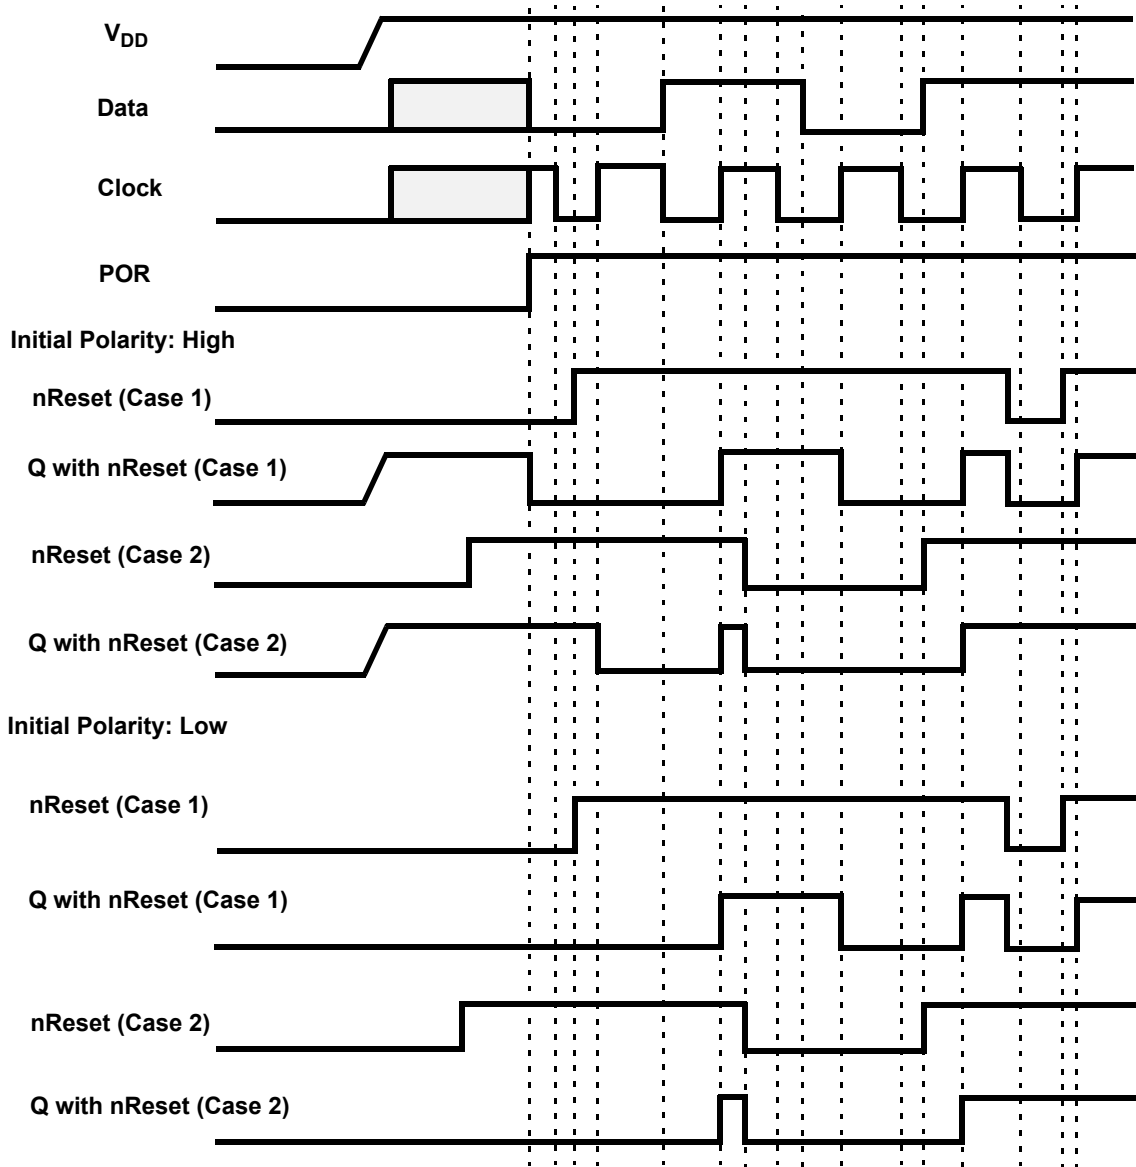 VDD
Data
Clock
POR
Initial Polarity: High
nReset (Case 1)
Q with nReset (Case 1)
nReset (Case 2)
Q with nReset (Case 2)
Initial Polarity: Low
nReset (Case 1)
Q with nReset (Case 1)
nReset (Case 2)
Q with nReset (Case 2)